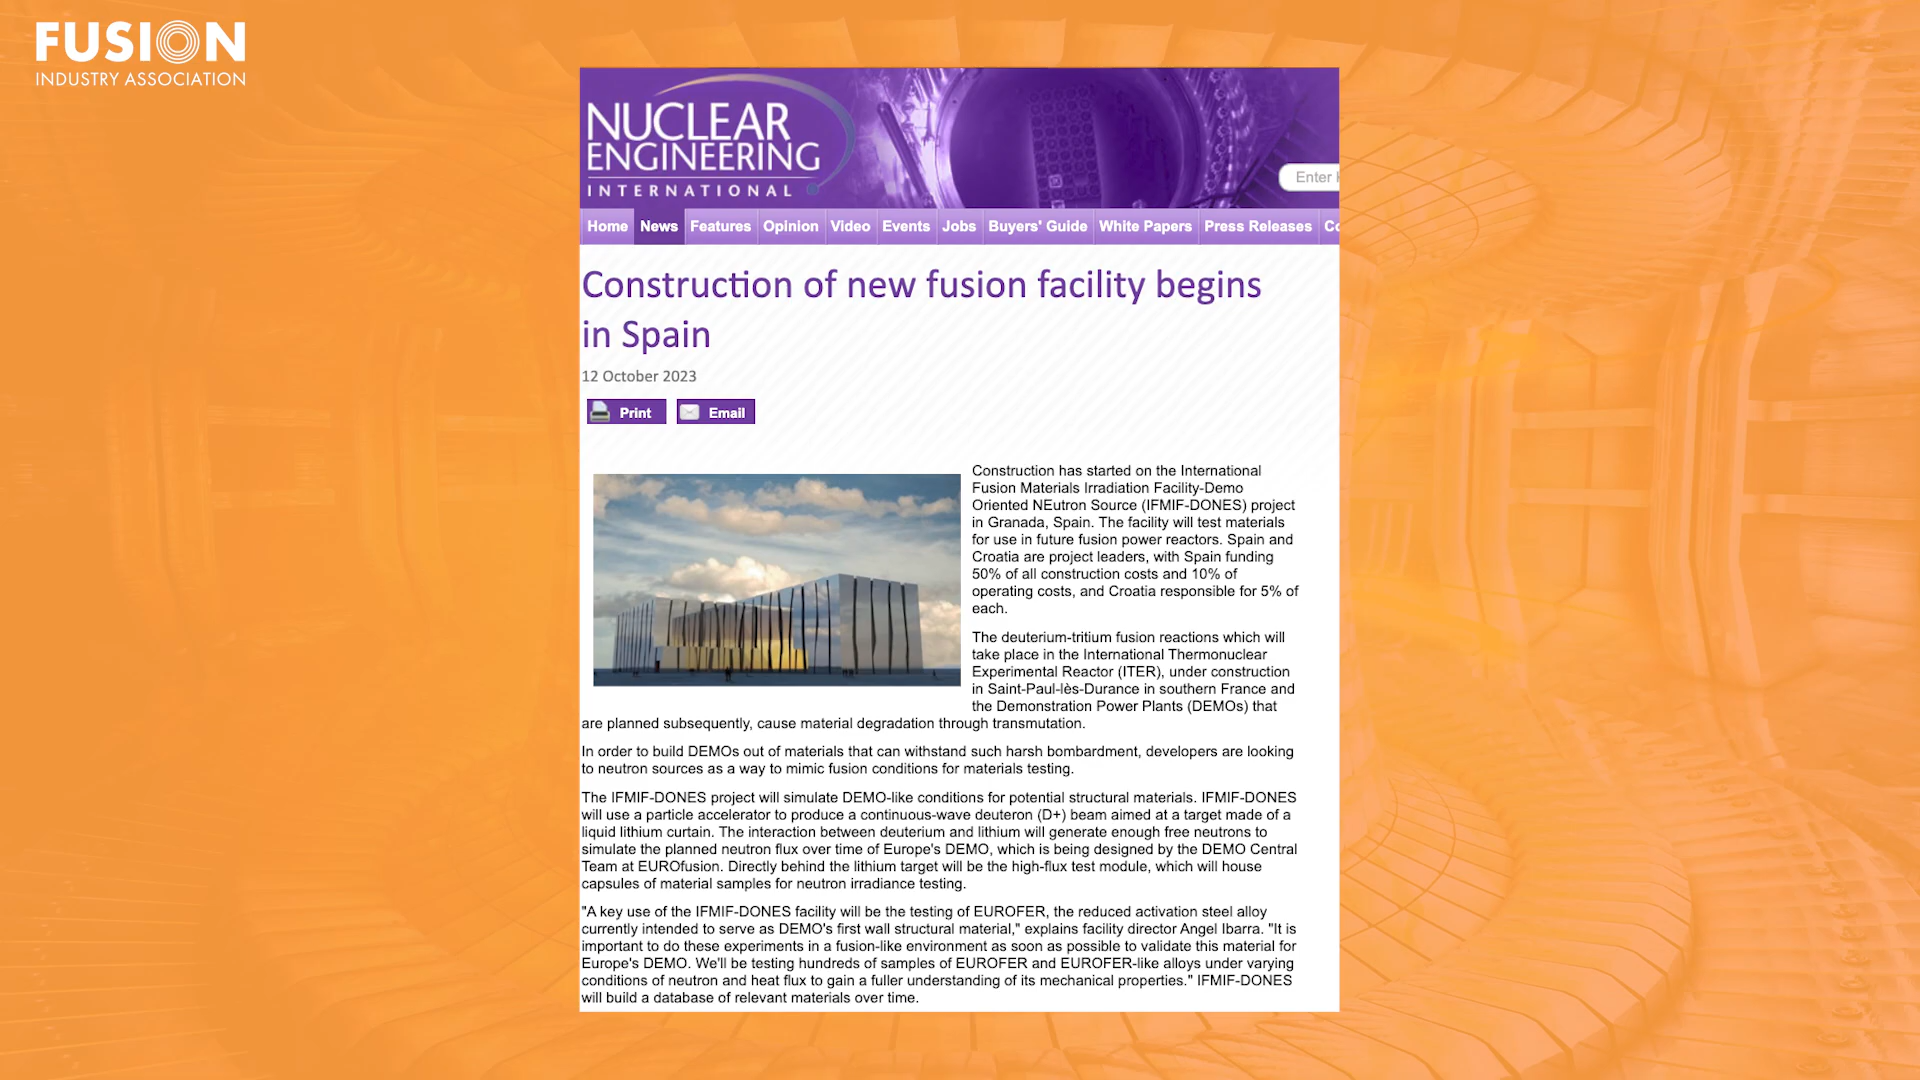 FUSION
INDUSTRY ASSOCIATION
NUCLEAR
ENGINEERING
INTERNATIONAL
Enter
Home News Features Opinion Video Events Jobs Buyers' Guide White Papers Press Releases
Construction of new fusion facility begins
in Spain
12 October 2023
Print Email
Construction has started on the International
Fusion Materials Irradiation Facility-Demo
Oriented NEutron Source (IFMIF-DONES) project
in Granada, Spain. The facility will test materials
for use in future fusion power reactors. Spain and
Croatia are project leaders, with Spain funding
50% of all construction costs and 10% of
operating costs, and Croatia responsible for 5% of
each.
The deuterium-tritium fusion reactions which will
take place in the International Thermonuclear
Experimental Reactor (ITER), under construction
in Saint-Paul-lès-Durance in southern France and
the Demonstration Power Plants (DEMOs) that
are planned subsequently, cause material degradation through transmutation.
In order to build DEMOs out of materials that can withstand such harsh bombardment, developers are looking
to neutron sources as a way to mimic fusion conditions for materials testing.
The IFMIF-DONES project will simulate DEMO-like conditions for potential structural materials. IFMIF-DONES
will use a particle accelerator to produce a continuous-wave deuteron (D+) beam aimed at a target made of a
liquid lithium curtain. The interaction between deuterium and lithium will generate enough free neutrons to
simulate the planned neutron flux over time of Europe's DEMO, which is being designed by the DEMO Central
Team at EUROfusion. Directly behind the lithium target will be the high-flux test module, which will house
capsules of material samples for neutron irradiance testing.
"A key use of the IFMIF-DONES facility will be the testing of EUROFER, the reduced activation steel alloy
currently intended to serve as DEMO's first wall structural material," explains facility director Angel Ibarra. "It is
important to do these experiments in a fusion-like environment as soon as possible to validate this material for
Europe's DEMO. We'll be testing hundreds of samples of EUROFER and EUROFER-like alloys under varying
conditions of neutron and heat flux to gain a fuller understanding of its mechanical properties." IFMIF-DONES
will build a database of relevant materials over time.